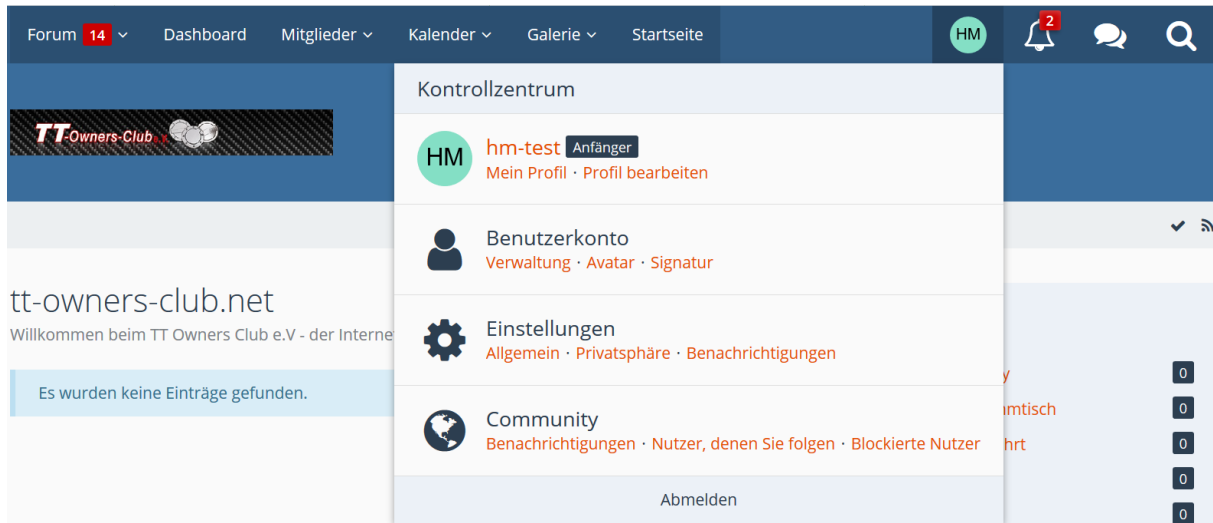 Forum 14 Dashboard Mitglieder Kalender Galerie Startseite HM 2
Kontrollzentrum
TT-Owners-Club e.V.
HM hm-test Anfänger
Mein Profil · Profil bearbeiten
Benutzerkonto
Verwaltung · Avatar · Signatur
tt-owners-club.net
Willkommen beim TT Owners Club e.V - der Interne
Es wurden keine Einträge gefunden.
Einstellungen
Allgemein · Privatsphäre · Benachrichtigungen
Community
Benachrichtigungen · Nutzer, denen Sie folgen · Blockierte Nutzer
Abmelden
y 0
amtisch 0
hrt 0
0
0